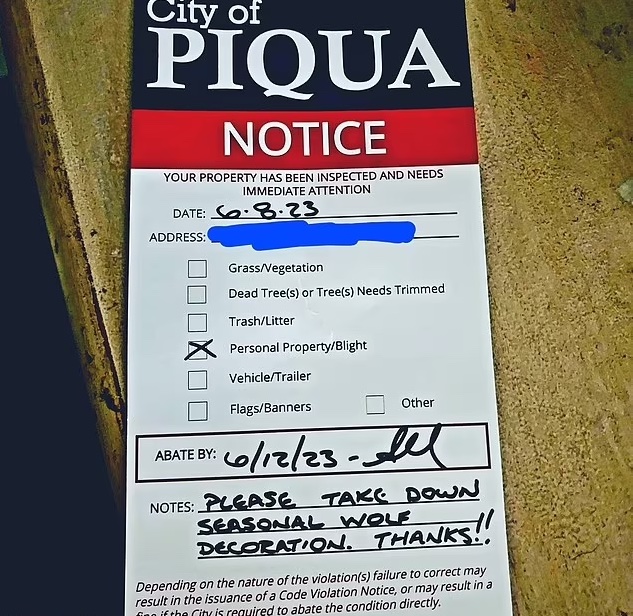 City of
PIQUA
NOTICE
YOUR PROPERTY HAS BEEN INSPECTED AND NEEDS
IMMEDIATE ATTENTION
DATE: 6.8.23
ADDRESS:
Grass/Vegetation
Dead Tree(s) or Tree(s) Needs Trimmed
Trash/Litter
Personal Property/Blight
Vehicle/Trailer
Flags/Banners Other
ABATE BY: 6/12/23 -
NOTES: PLEASE TAKE DOWN
SEASONAL WOLF
DECORATION. THANKS!!
Depending on the nature of the violation(s) failure to correct may
result in the issuance of a Code Violation Notice, or may result in a
fine if the City is required to abate the condition directly.